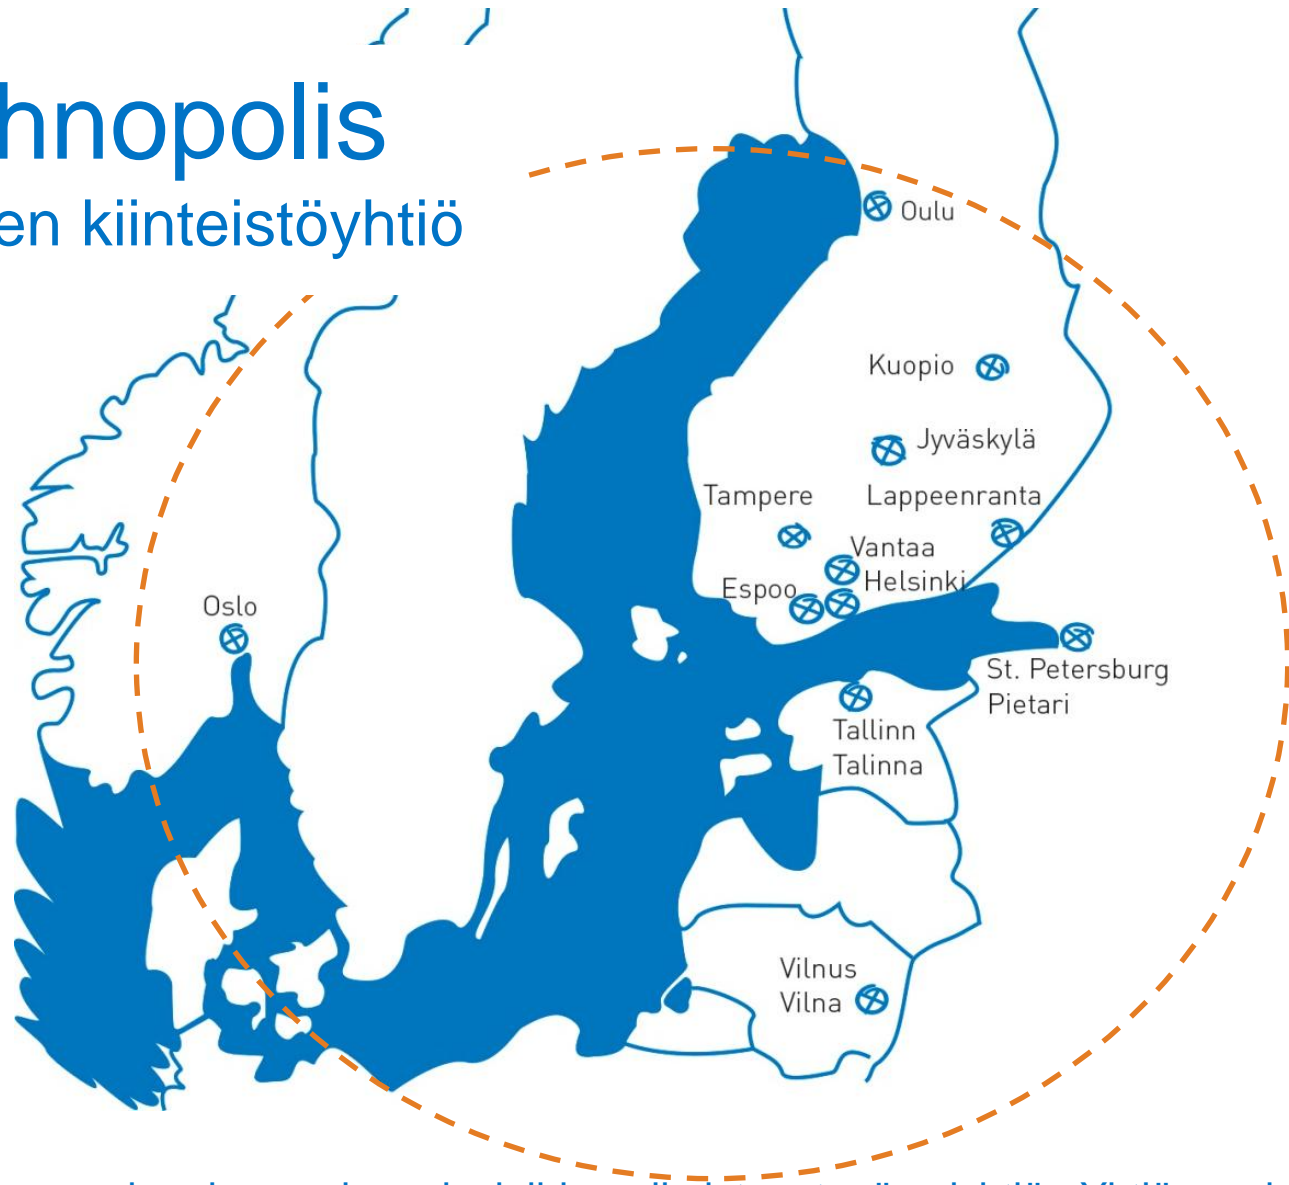 hnopolis
en kiinteistöyhtiö
Oulu
Kuopio
Jyväskylä
Tampere
Lappeenranta
Vantaa
Helsinki
Espoo
Oslo
St. Petersburg
Pietari
Tallinn
Talinna
Vilnus
Vilna